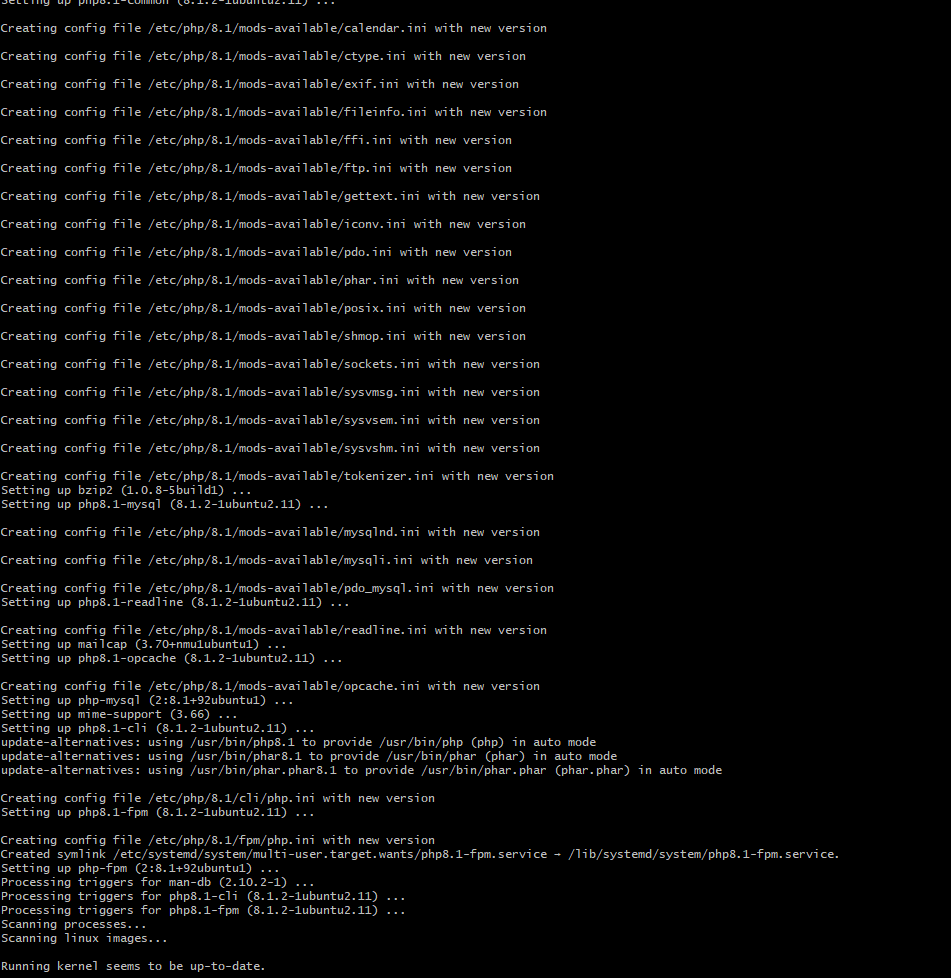 Setting up php8.1-common (8.1.2-1ubuntu2.11) ...
Creating config file /etc/php/8.1/mods-available/calendar.ini with new version
Creating config file /etc/php/8.1/mods-available/ctype.ini with new version
Creating config file /etc/php/8.1/mods-available/exif.ini with new version
Creating config file /etc/php/8.1/mods-available/fileinfo.ini with new version
Creating config file /etc/php/8.1/mods-available/ffi.ini with new version
Creating config file /etc/php/8.1/mods-available/ftp.ini with new version
Creating config file /etc/php/8.1/mods-available/gettext.ini with new version
Creating config file /etc/php/8.1/mods-available/iconv.ini with new version
Creating config file /etc/php/8.1/mods-available/pdo.ini with new version
Creating config file /etc/php/8.1/mods-available/phar.ini with new version
Creating config file /etc/php/8.1/mods-available/posix.ini with new version
Creating config file /etc/php/8.1/mods-available/shmop.ini with new version
Creating config file /etc/php/8.1/mods-available/sockets.ini with new version
Creating config file /etc/php/8.1/mods-available/sysvmsg.ini with new version
Creating config file /etc/php/8.1/mods-available/sysvsem.ini with new version
Creating config file /etc/php/8.1/mods-available/sysvshm.ini with new version
Creating config file /etc/php/8.1/mods-available/tokenizer.ini with new version
Setting up bzip2 (1.0.8-5build1) ...
Setting up php8.1-mysql (8.1.2-1ubuntu2.11) ...
Creating config file /etc/php/8.1/mods-available/mysqlnd.ini with new version
Creating config file /etc/php/8.1/mods-available/mysqli.ini with new version
Creating config file /etc/php/8.1/mods-available/pdo_mysql.ini with new version
Setting up php8.1-readline (8.1.2-1ubuntu2.11) ...
Creating config file /etc/php/8.1/mods-available/readline.ini with new version
Setting up mailcap (3.70+nmu1ubuntu1) ...
Setting up php8.1-opcache (8.1.2-1ubuntu2.11) ...
Creating config file /etc/php/8.1/mods-available/opcache.ini with new version
Setting up php-mysql (2:8.1+92ubuntu1) ...
Setting up mime-support (3.66) ...
Setting up php8.1-cli (8.1.2-1ubuntu2.11) ...
update-alternatives: using /usr/bin/php8.1 to provide /usr/bin/php (php) in auto mode
update-alternatives: using /usr/bin/phar8.1 to provide /usr/bin/phar (phar) in auto mode
update-alternatives: using /usr/bin/phar.phar8.1 to provide /usr/bin/phar.phar (phar.phar) in auto mode
Creating config file /etc/php/8.1/cli/php.ini with new version
Setting up php8.1-fpm (8.1.2-1ubuntu2.11) ...
Creating config file /etc/php/8.1/fpm/php.ini with new version
Created symlink /etc/systemd/system/multi-user.target.wants/php8.1-fpm.service → /lib/systemd/system/php8.1-fpm.service.
Setting up php-fpm (2:8.1+92ubuntu1) ...
Processing triggers for man-db (2.10.2-1) ...
Processing triggers for php8.1-cli (8.1.2-1ubuntu2.11) ...
Processing triggers for php8.1-fpm (8.1.2-1ubuntu2.11) ...
Scanning processes...
Scanning linux images...
Running kernel seems to be up-to-date.